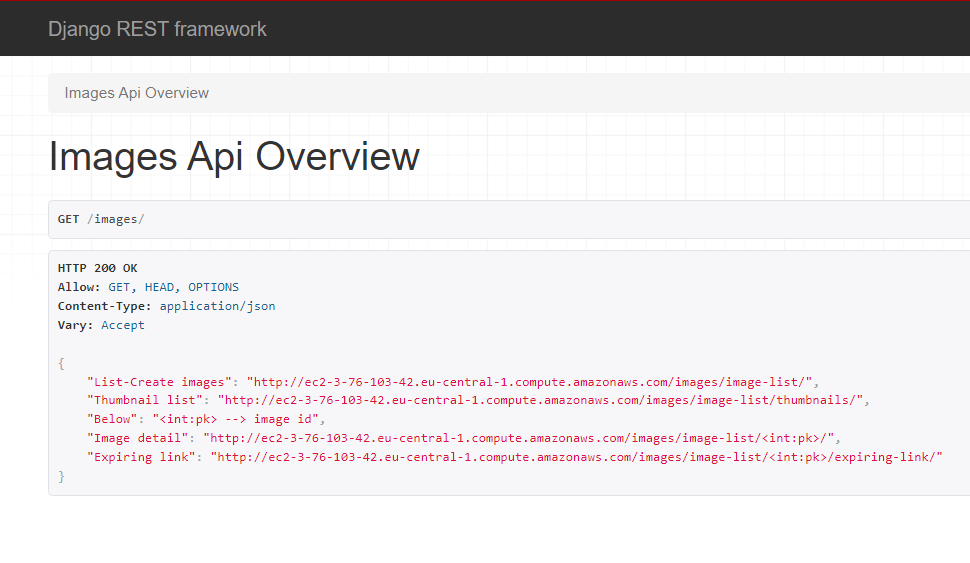 Django REST framework
Images Api Overview
Images Api Overview
GET /images/
HTTP 200 OK
Allow: GET, HEAD, OPTIONS
Content-Type: application/json
Vary: Accept
{
"List-Create images": "http://ec2-3-76-103-42.eu-central-1.compute.amazonaws.com/images/image-list/",
"Thumbnail list": "http://ec2-3-76-103-42.eu-central-1.compute.amazonaws.com/images/image-list/thumbnails/",
"Below": "<int:pk> --> image id",
"Image detail": "http://ec2-3-76-103-42.eu-central-1.compute.amazonaws.com/images/image-list/<int:pk>/",
"Expiring link": "http://ec2-3-76-103-42.eu-central-1.compute.amazonaws.com/images/image-list/<int:pk>/expiring-link/"
}